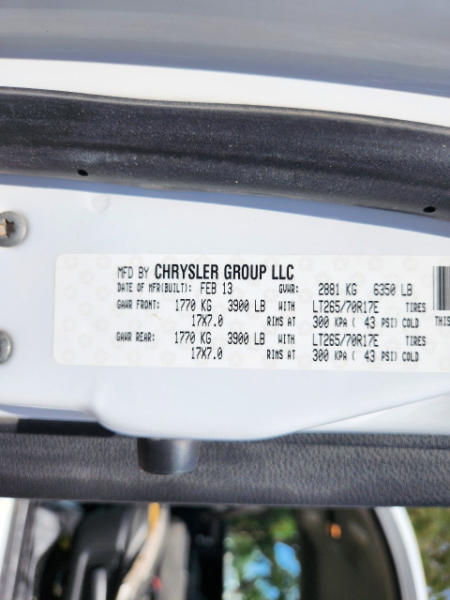 MFD BY CHRYSLER GROUP LLC
DATE OF MFR(BUILT): FEB 13 GVWR: 2881 KG 6350 LB
GAWR FRONT: 1770 KG 3900 LB WITH LT265/70R17E TIRES
17X7.0 RIMS AT 300 KPA ( 43 PSI) COLD THIS
GAWR REAR: 1770 KG 3900 LB WITH LT265/70R17E TIRES
17X7.0 RIMS AT 300 KPA ( 43 PSI) COLD